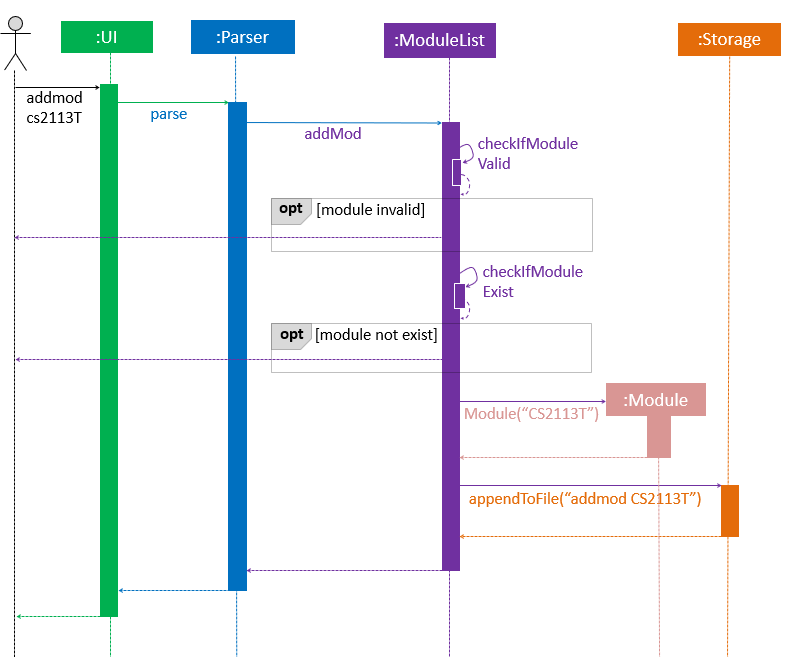 :UI
:Parser
:ModuleList
:Storage
addmod
cs2113T
parse
addMod
checkIfModule
Valid
opt [module invalid]
checkIfModule
Exist
opt [module not exist]
:Module
Module(“CS2113T”)
appendToFile(“addmod CS2113T”)